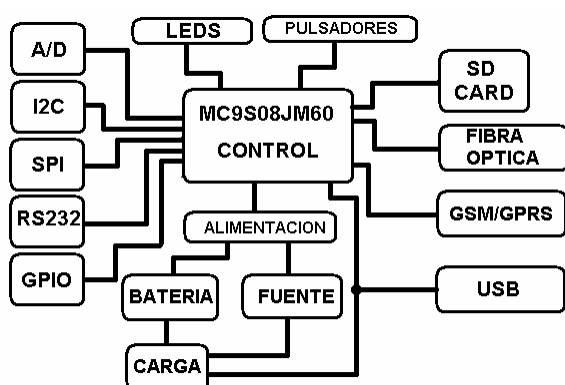 LEDS
PULSADORES
A/D
MC9S08JM60
CONTROL
SD
CARD
I2C
FIBRA
OPTICA
SPI
RS232
GSM/GPRS
ALIMENTACION
GPIO
BATERIA
FUENTE
USB
CARGA